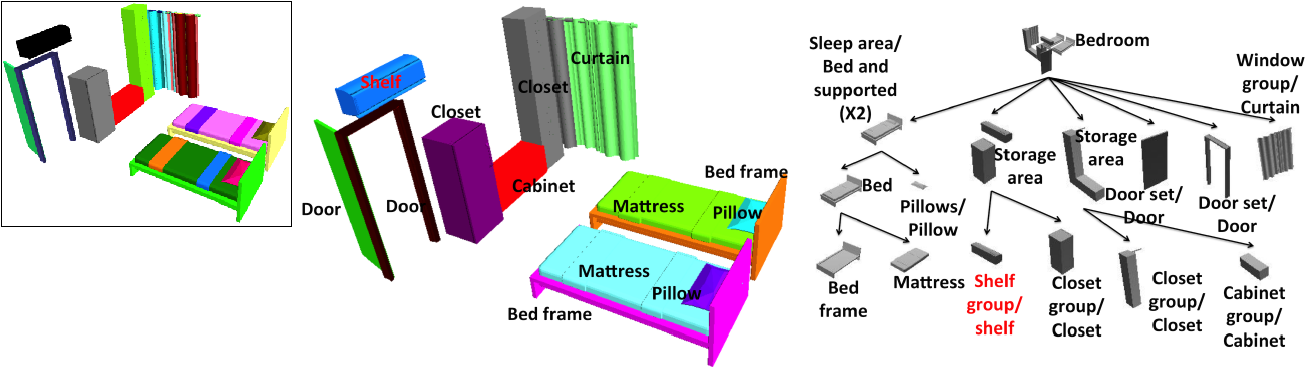 Shelf
Curtain
Closet
Closet
Cabinet
Door
Door
Bed frame
Mattress
Pillow
Mattress
Pillow
Bed frame
Bedroom
Sleep area/
Bed and
supported
(X2)
Window
group/
Curtain
Storage
area
Storage
area
Door set/
Door
Door set/
Door
Bed
Pillows/
Pillow
Bed
frame
Mattress
Shelf
group/
shelf
Closet
group/
Closet
Closet
group/
Closet
Cabinet
group/
Cabinet